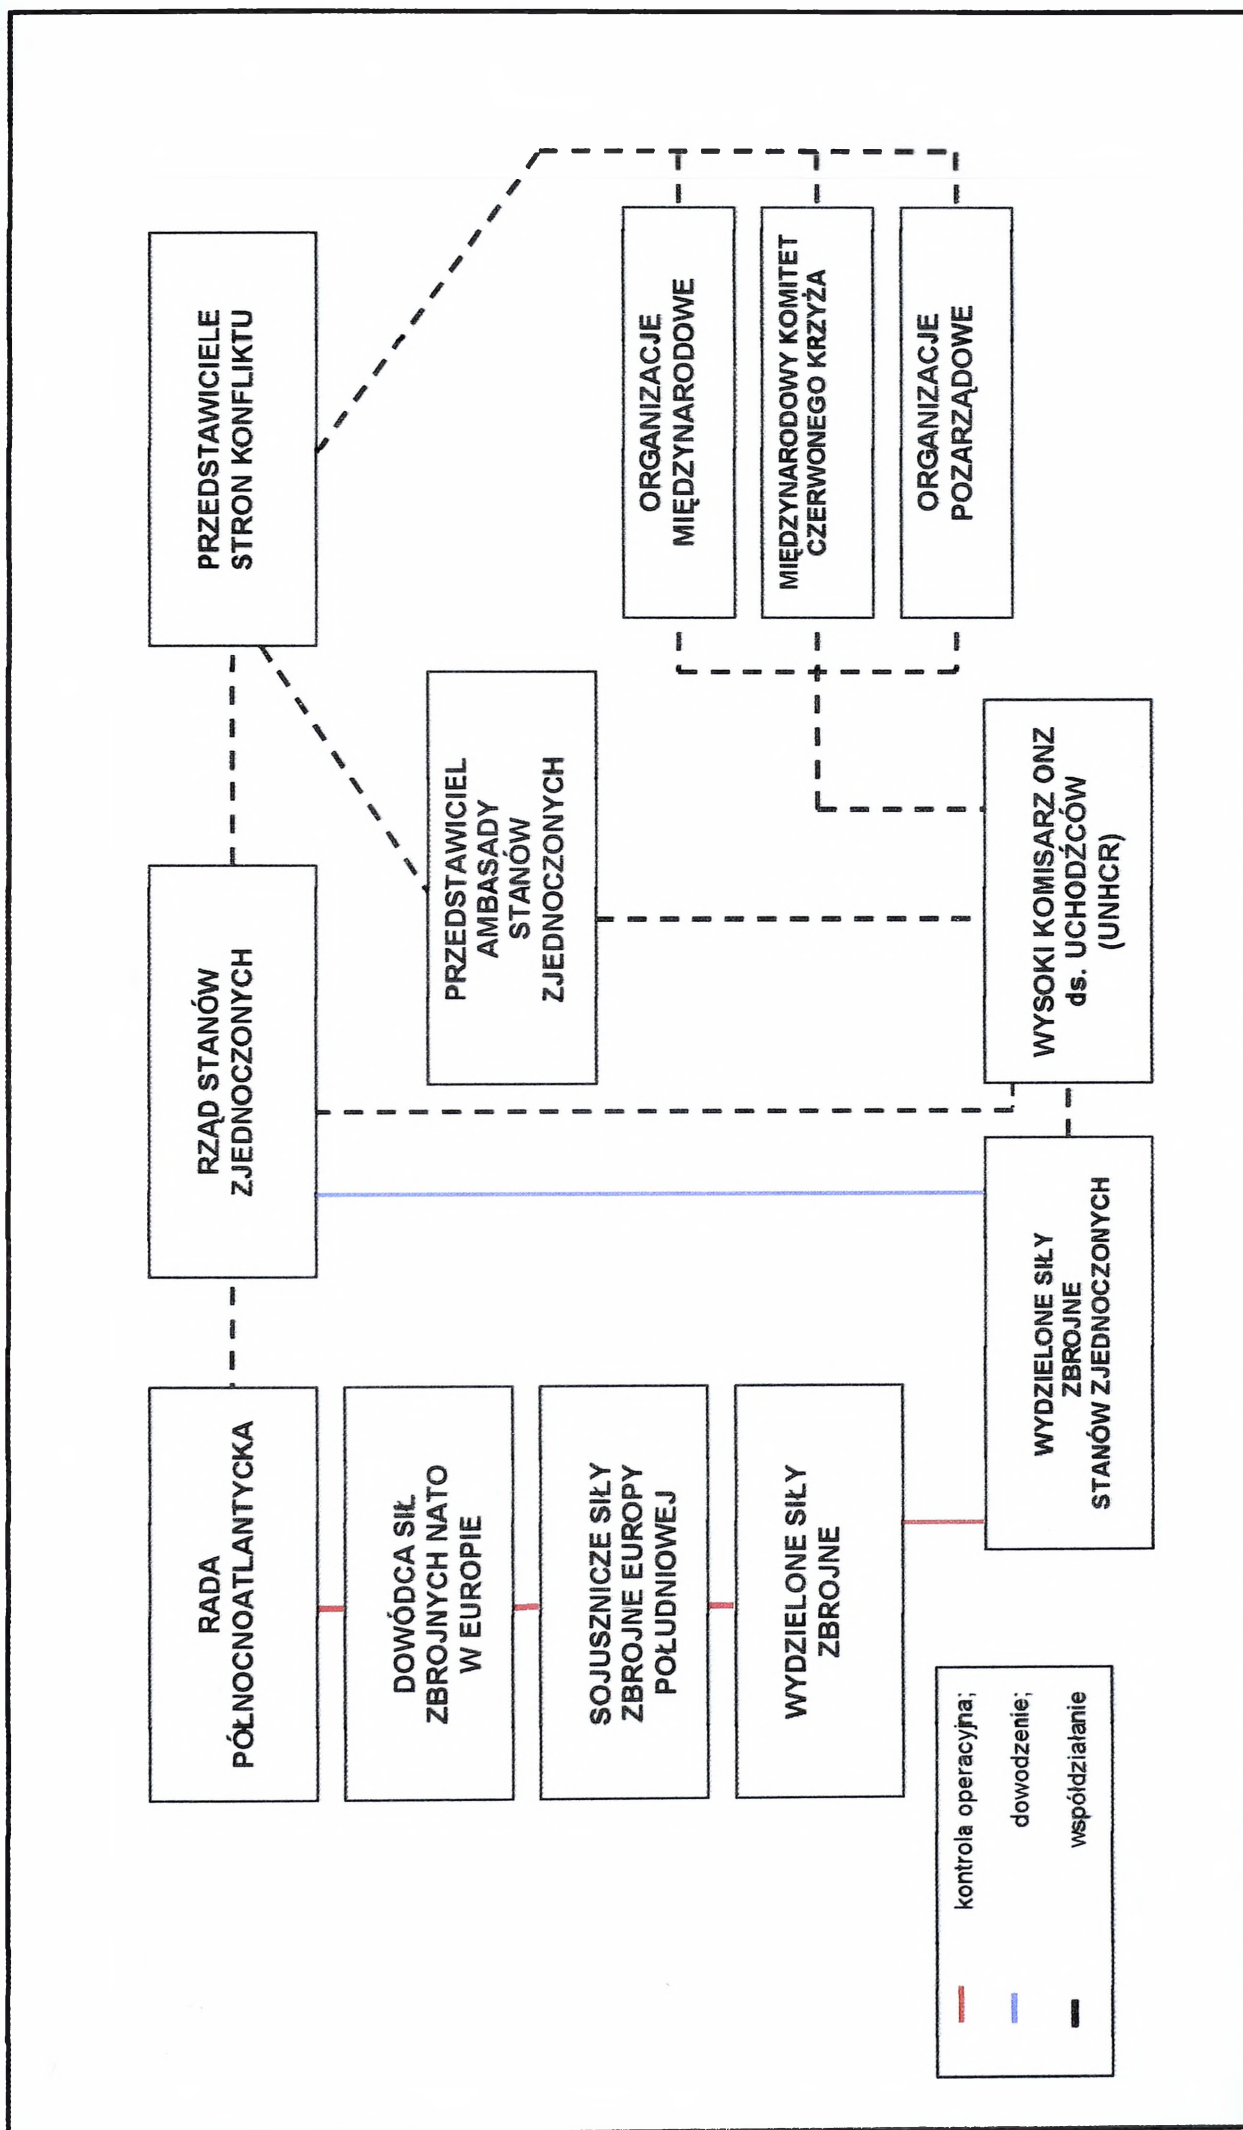 RADA
PÓŁNOCNOATLANTYCKA
RZĄD STANÓW
ZJEDNOCZONYCH
PRZEDSTAWICIELE
STRON KONFLIKTU
DOWÓDCA SIŁ
ZBROJNYCH NATO
W EUROPIE
PRZEDSTAWICIEL
AMBASADY
STANÓW
ZJEDNOCZONYCH
SOJUSZNICZE SIŁY
ZBROJNE EUROPY
POŁUDNIOWEJ
ORGANIZACJE
MIĘDZYNARODOWE
WYDZIELONE SIŁY
ZBROJNE
MIĘDZYNARODOWY KOMITET
CZERWONEGO KRZYŻA
ORGANIZACJE
POZARZĄDOWE
WYDZIELONE SIŁY
ZBROJNE
STANÓW ZJEDNOCZONYCH
WYSOKI KOMISARZ ONZ
ds. UCHODŹCÓW
(UNHCR)
kontrola operacyjna;
dowodzenie;
współdziałanie